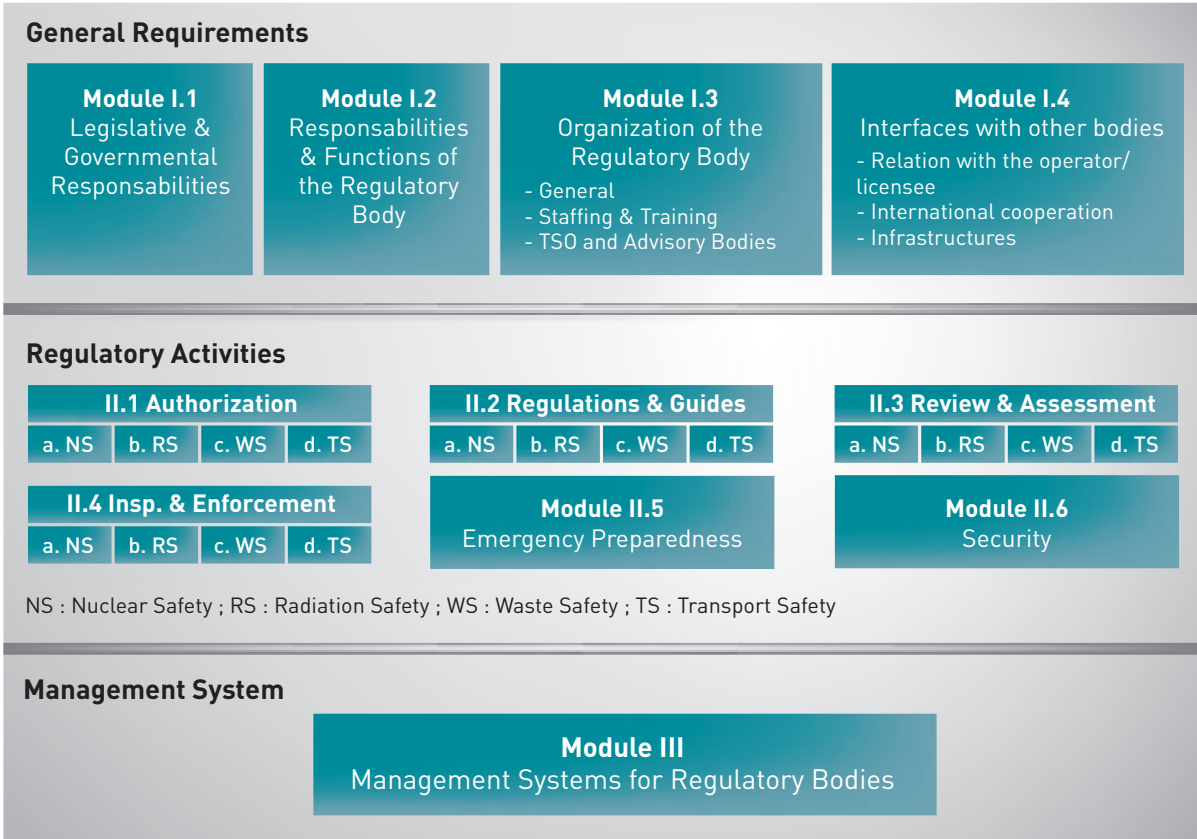 General Requirements
Module I.1
Legislative &
Governmental
Responsabilities
Module I.2
Responsabilities
& Functions of
the Regulatory
Body
Module I.3
Organization of the
Regulatory Body
- General
- Staffing & Training
- TSO and Advisory Bodies
Module I.4
Interfaces with other bodies
- Relation with the operator/
licensee
- International cooperation
- Infrastructures
Regulatory Activities
II.1 Authorization
a. NS b. RS c. WS d. TS
II.2 Regulations & Guides
a. NS b. RS c. WS d. TS
II.3 Review & Assessment
a. NS b. RS c. WS d. TS
II.4 Insp. & Enforcement
a. NS b. RS c. WS d. TS
Module II.5
Emergency Preparedness
Module II.6
Security
NS : Nuclear Safety ; RS : Radiation Safety ; WS : Waste Safety ; TS : Transport Safety
Management System
Module III
Management Systems for Regulatory Bodies